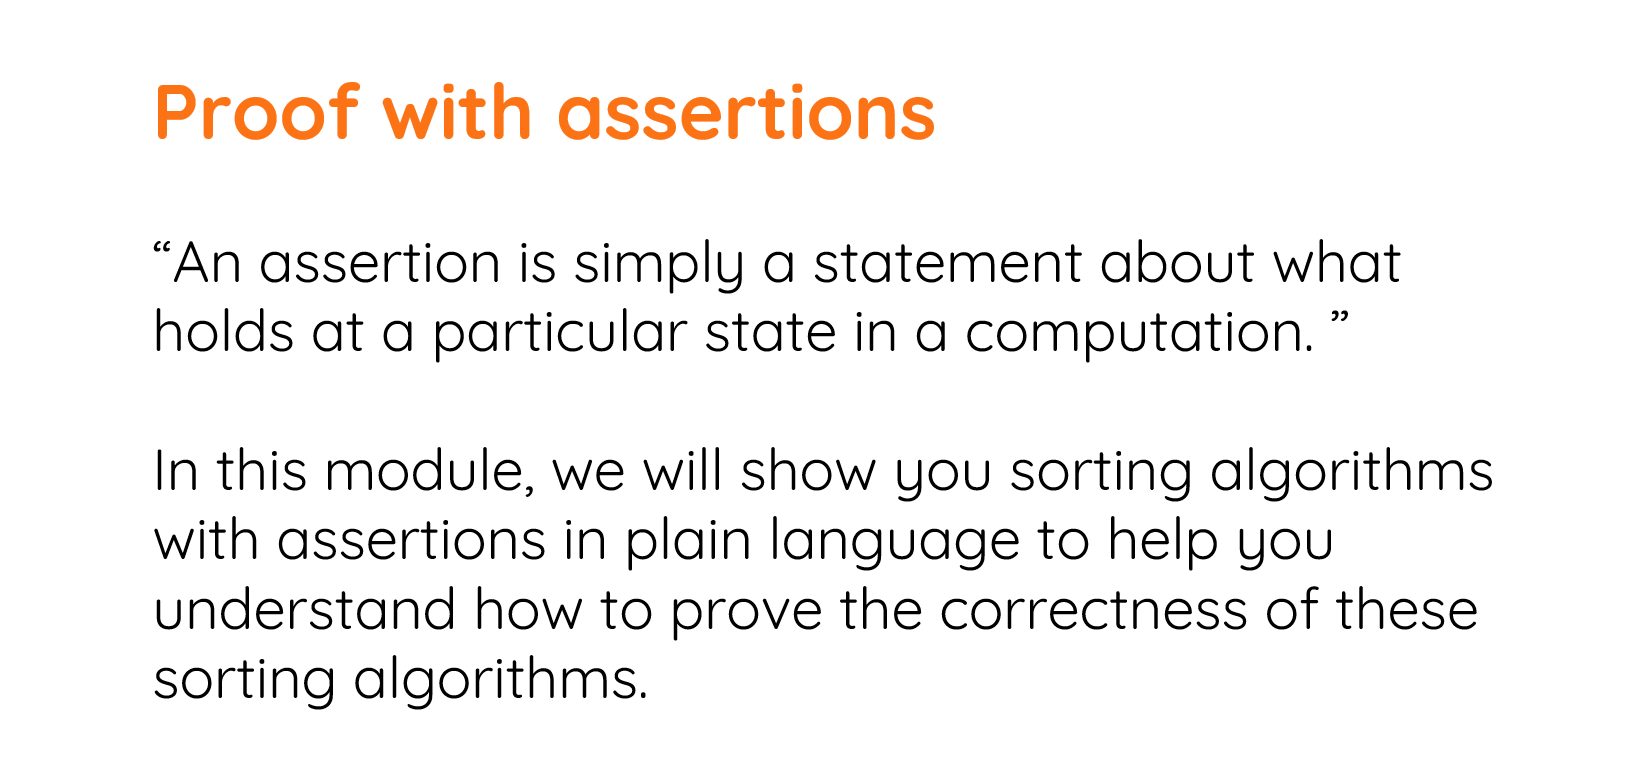 Proof with assertions
“An assertion is simply a statement about what
holds at a particular state in a computation. ”
In this module, we will show you sorting algorithms
with assertions in plain language to help you
understand how to prove the correctness of these
sorting algorithms.